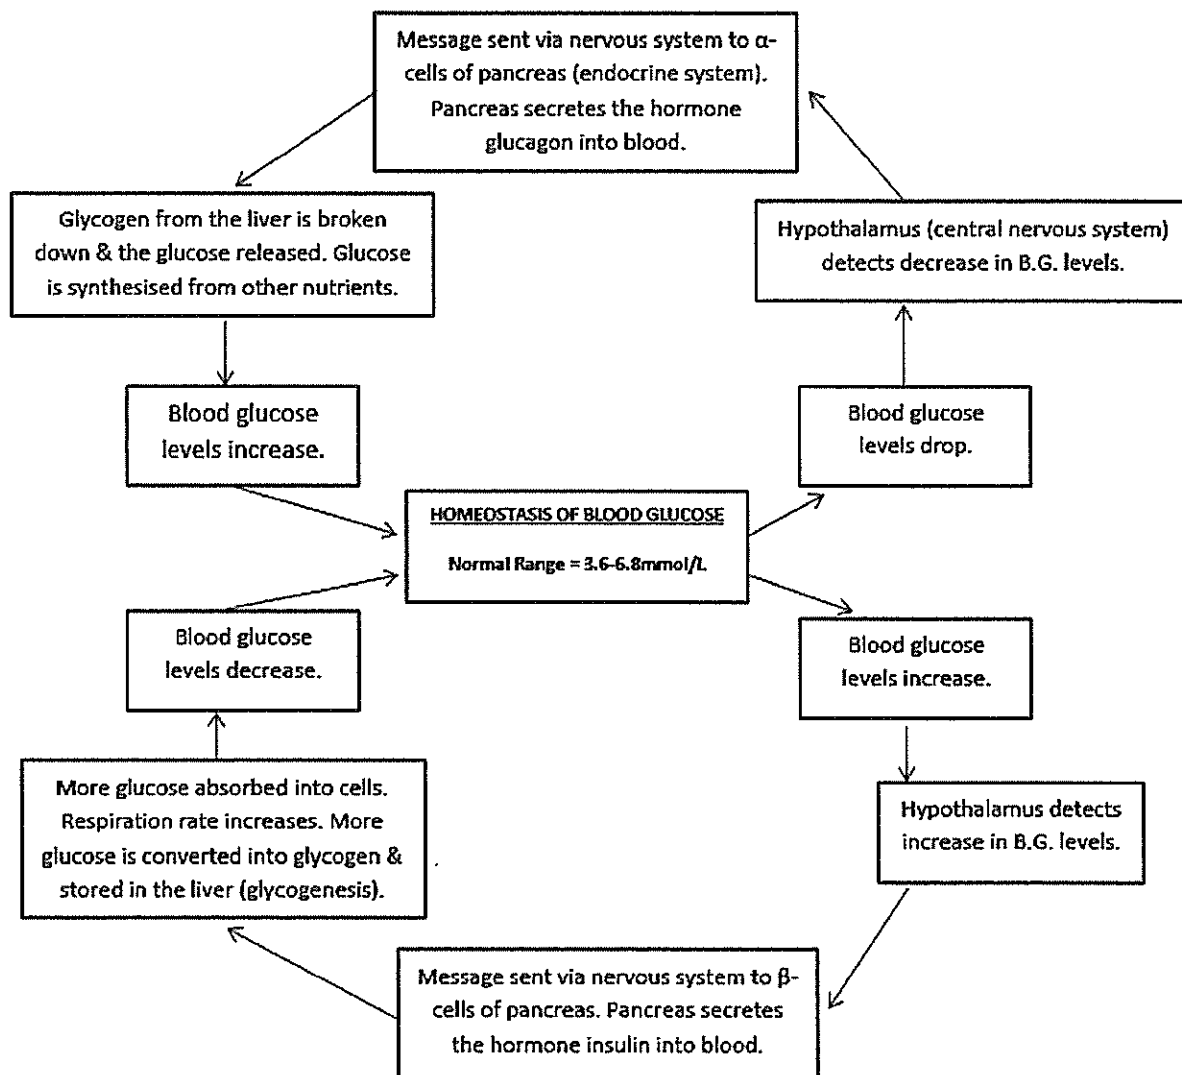 Message sent via nervous system to α-
cells of pancreas (endocrine system).
Pancreas secretes the hormone
glucagon into blood.
Glycogen from the liver is broken
down & the glucose released. Glucose
is synthesised from other nutrients.
Hypothalamus (central nervous system)
detects decrease in B.G. levels.
Blood glucose
levels increase.
Blood glucose
levels drop.
HOMEOSTASIS OF BLOOD GLUCOSE
Normal Range = 3.6-6.8mmol/L
Blood glucose
levels decrease.
Blood glucose
levels increase.
More glucose absorbed into cells.
Respiration rate increases. More
glucose is converted into glycogen &
stored in the liver (glycogenesis).
Hypothalamus detects
increase in B.G. levels.
Message sent via nervous system to β-
cells of pancreas. Pancreas secretes
the hormone insulin into blood.